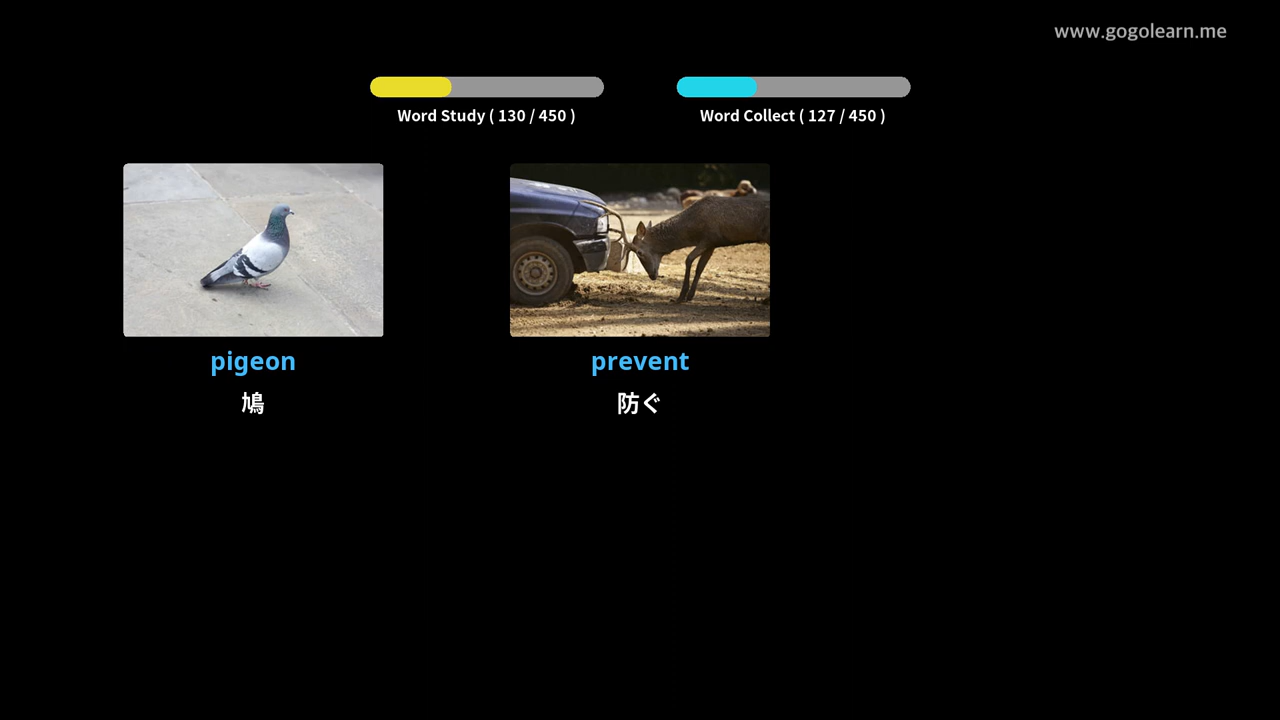 www.gogolearn.me
Word Study ( 130 / 450 )
Word Collect ( 127 / 450 )
pigeon
鳩
prevent
防ぐ